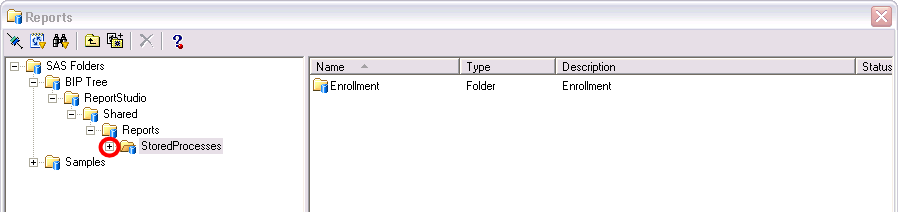 Reports
SAS Folders
BIP Tree
ReportStudio
Shared
Reports
StoredProcesses
Samples
Name Type Description Status
Enrollment Folder Enrollment